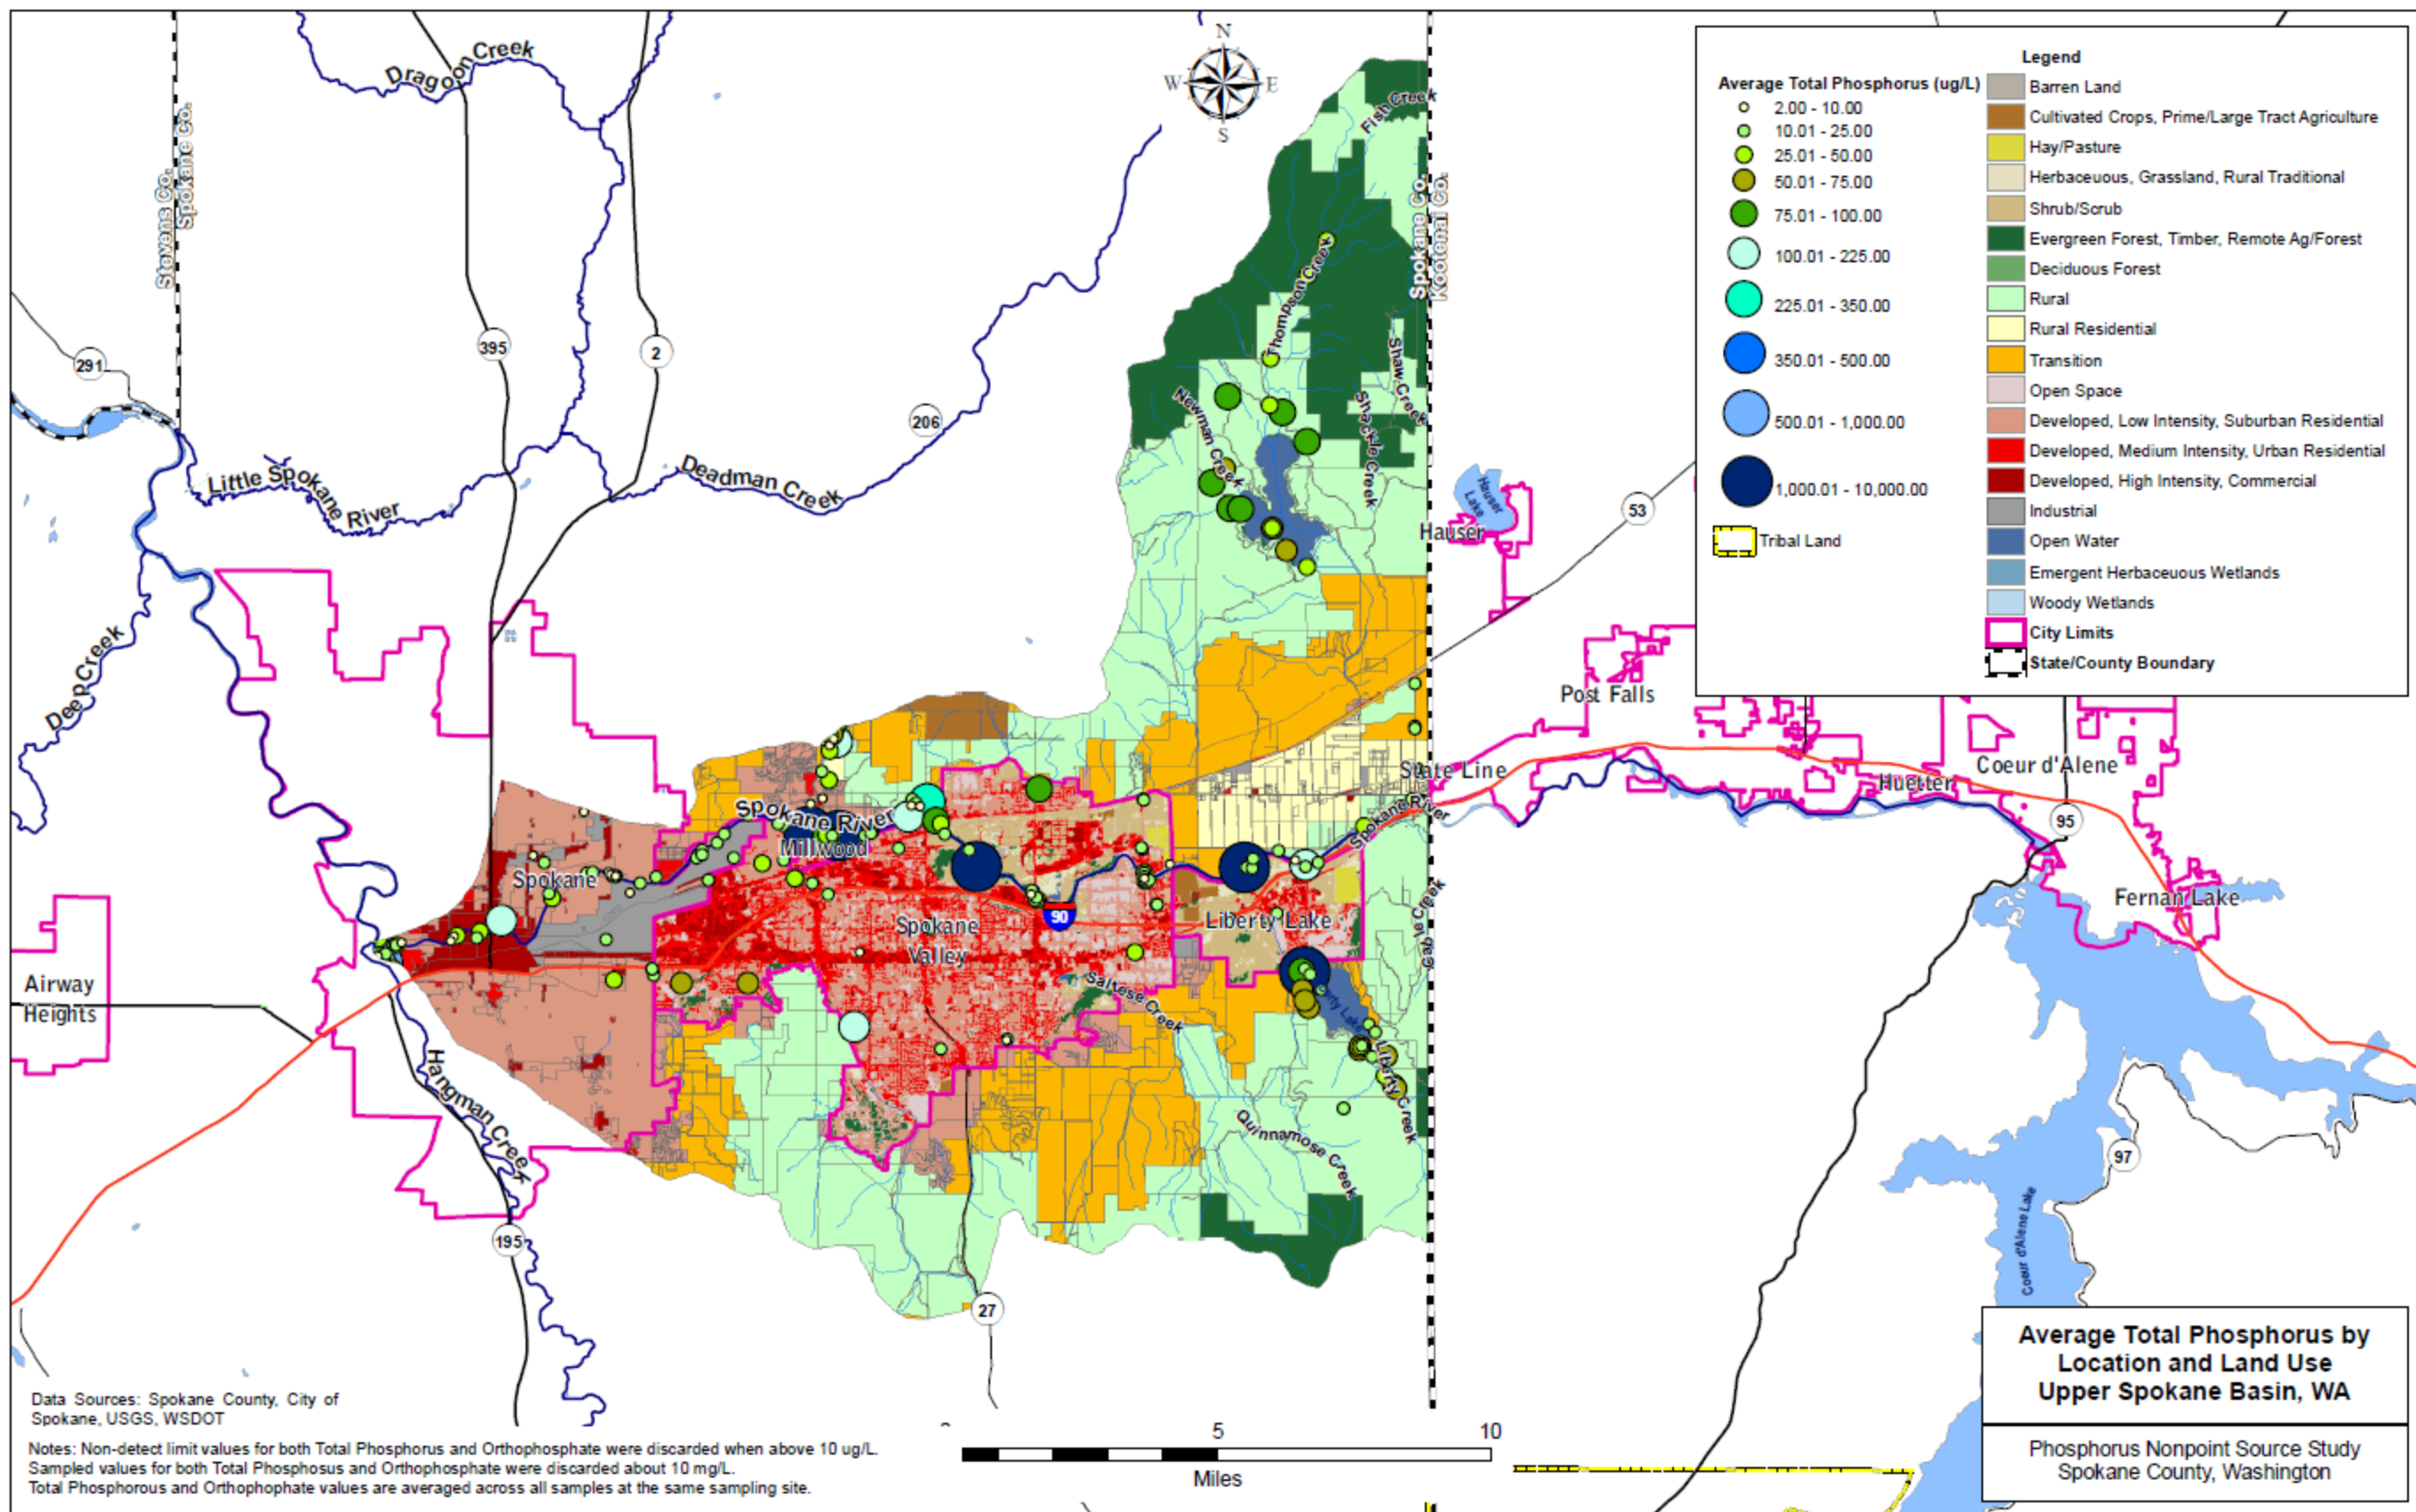 Dragoon Creek
N
W
E
S
Fish Creek
Stevens Co.
Spokane Co.
Spokane Co.
Kootenai Co.
Thompson Creek
Shaw Creek
Shackle Creek
Newman Creek
291
395
2
206
Little Spokane
River
Deadman Creek
Hauser
Lake
Hauser
53
Deep Creek
Post Falls
State Line
Huetter
Coeur d'Alene
Spokane River
Spokane River
Millwood
95
Spokane
Fernan Lake
90
Spokane
Valley
Liberty Lake
Cable Creek
Airway
Heights
Saltese Creek
Liberty Lake
Liberty Creek
Hangman Creek
Quinnamose Creek
97
195
27
Coeur d'Alene Lake
Legend
Average Total Phosphorus (ug/L)
2.00 - 10.00
10.01 - 25.00
25.01 - 50.00
50.01 - 75.00
75.01 - 100.00
100.01 - 225.00
225.01 - 350.00
350.01 - 500.00
500.01 - 1,000.00
1,000.01 - 10,000.00
Tribal Land
Barren Land
Cultivated Crops, Prime/Large Tract Agriculture
Hay/Pasture
Herbaceuous, Grassland, Rural Traditional
Shrub/Scrub
Evergreen Forest, Timber, Remote Ag/Forest
Deciduous Forest
Rural
Rural Residential
Transition
Open Space
Developed, Low Intensity, Suburban Residential
Developed, Medium Intensity, Urban Residential
Developed, High Intensity, Commercial
Industrial
Open Water
Emergent Herbaceuous Wetlands
Woody Wetlands
City Limits
State/County Boundary
Average Total Phosphorus by
Location and Land Use
Upper Spokane Basin, WA
Phosphorus Nonpoint Source Study
Spokane County, Washington
Data Sources: Spokane County, City of
Spokane, USGS, WSDOT
Notes: Non-detect limit values for both Total Phosphorus and Orthophosphate were discarded when above 10 ug/L.
Sampled values for both Total Phosphosus and Orthophosphate were discarded about 10 mg/L.
Total Phosphorous and Orthophophate values are averaged across all samples at the same sampling site.
5
10
Miles